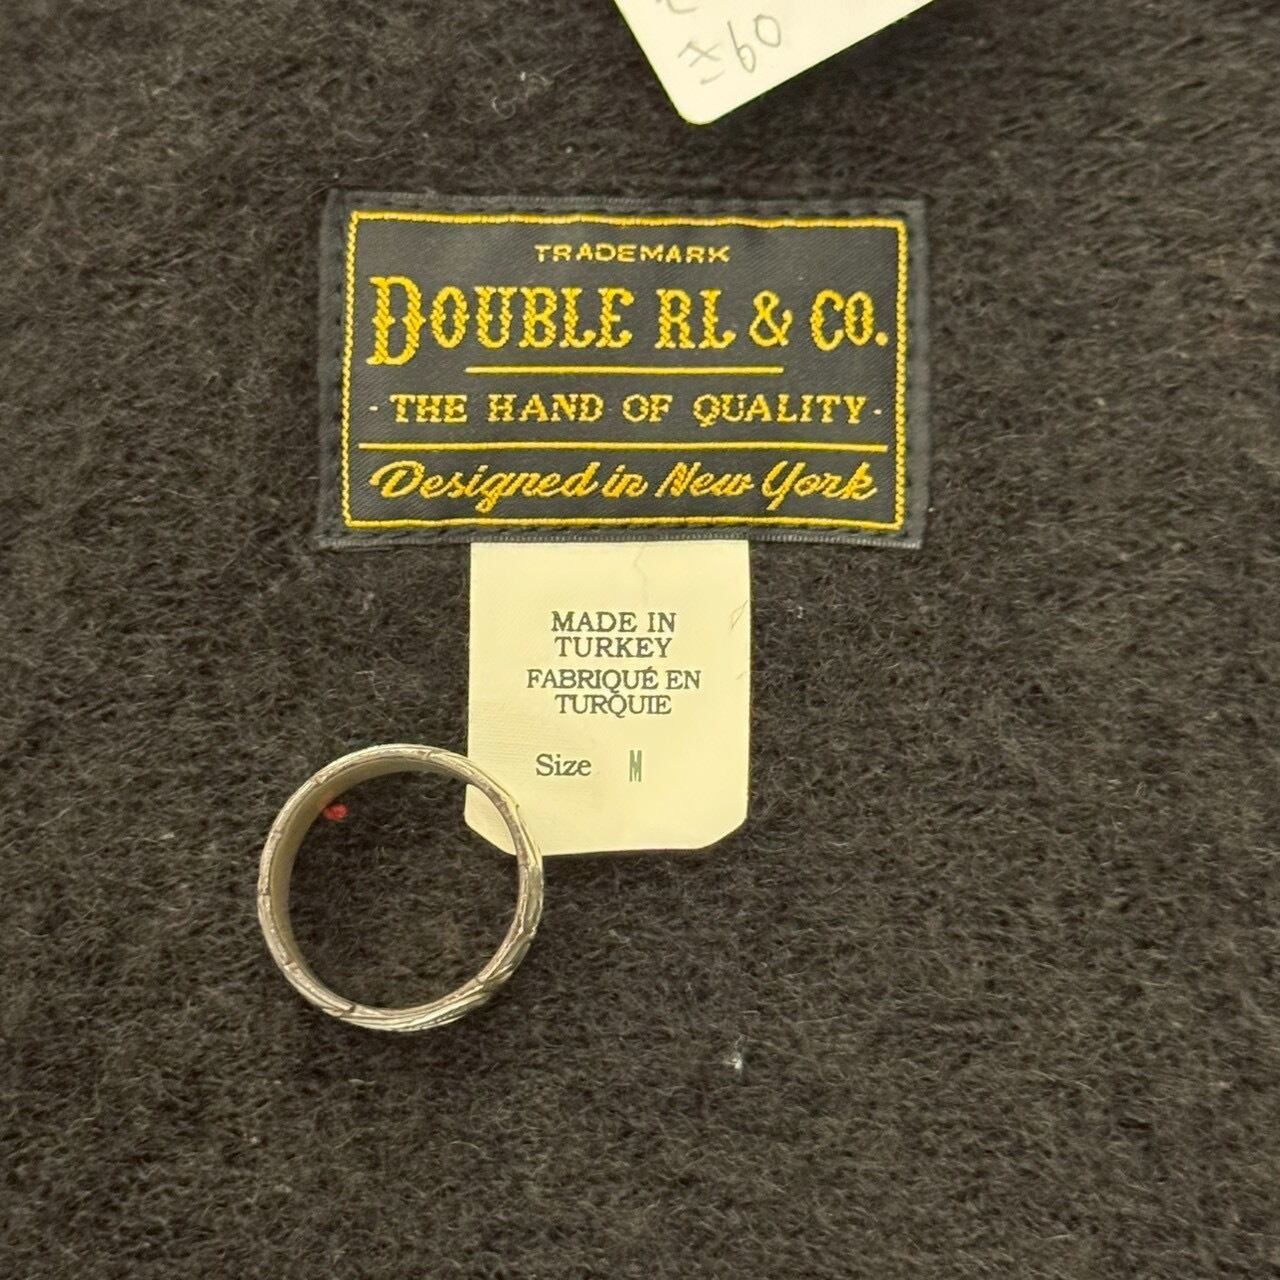 TRADEMARK
DOUBLE RL & CO.
· THE HAND OF QUALITY ·
Designed in New York
MADE IN
TURKEY
FABRIQUÉ EN
TURQUIE
Size M